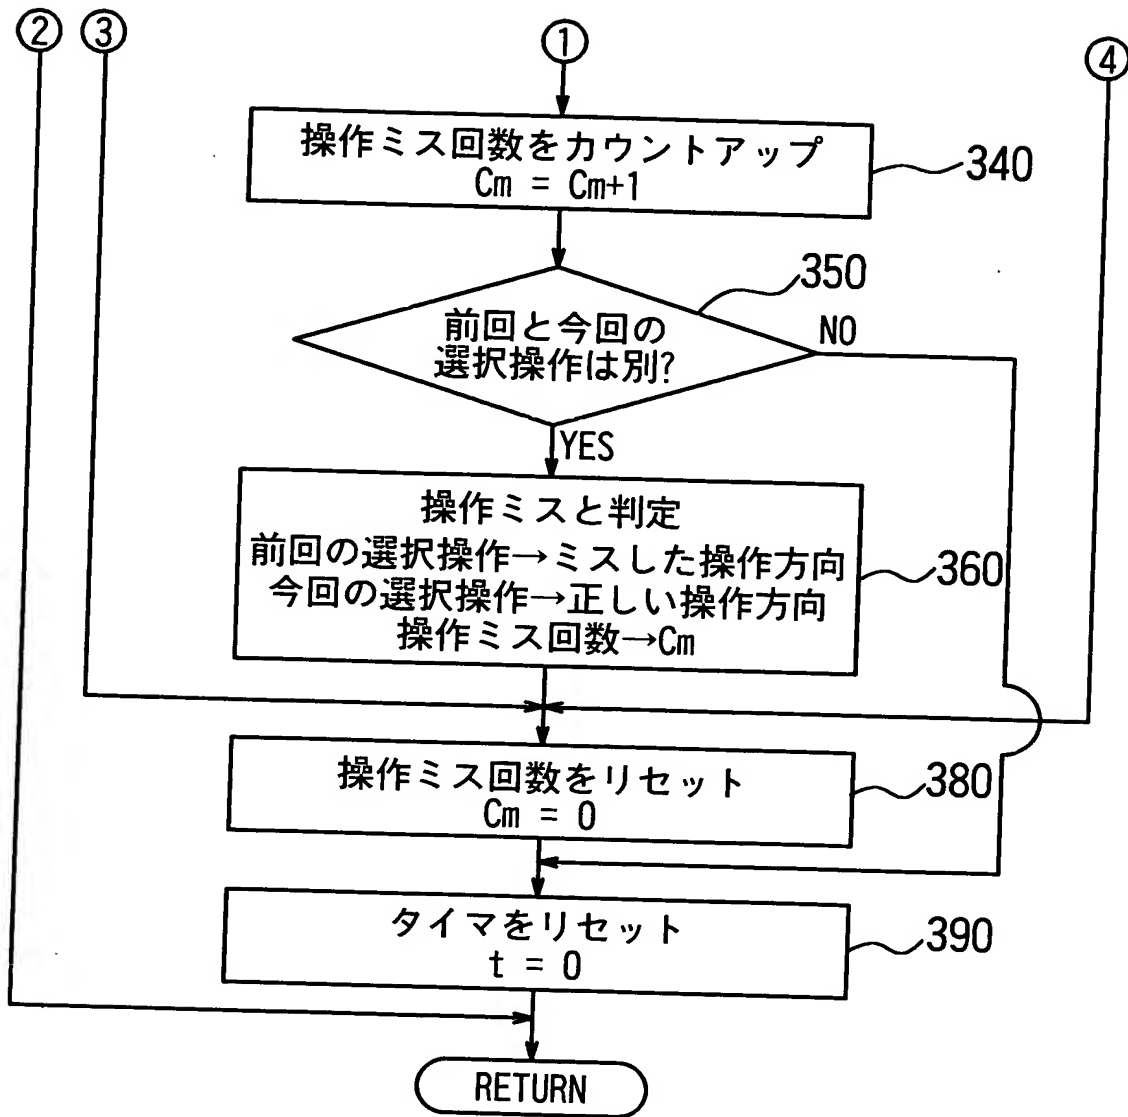 ② ③
①
④
操作ミス回数をカウントアップ
Cm = Cm+1
340
350
前回と今回の
選択操作は別?
NO
YES
操作ミスと判定
前回の選択操作→ミスした操作方向
今回の選択操作→正しい操作方向
操作ミス回数→Cm
360
操作ミス回数をリセット
Cm = 0
380
タイマをリセット
t = 0
390
RETURN